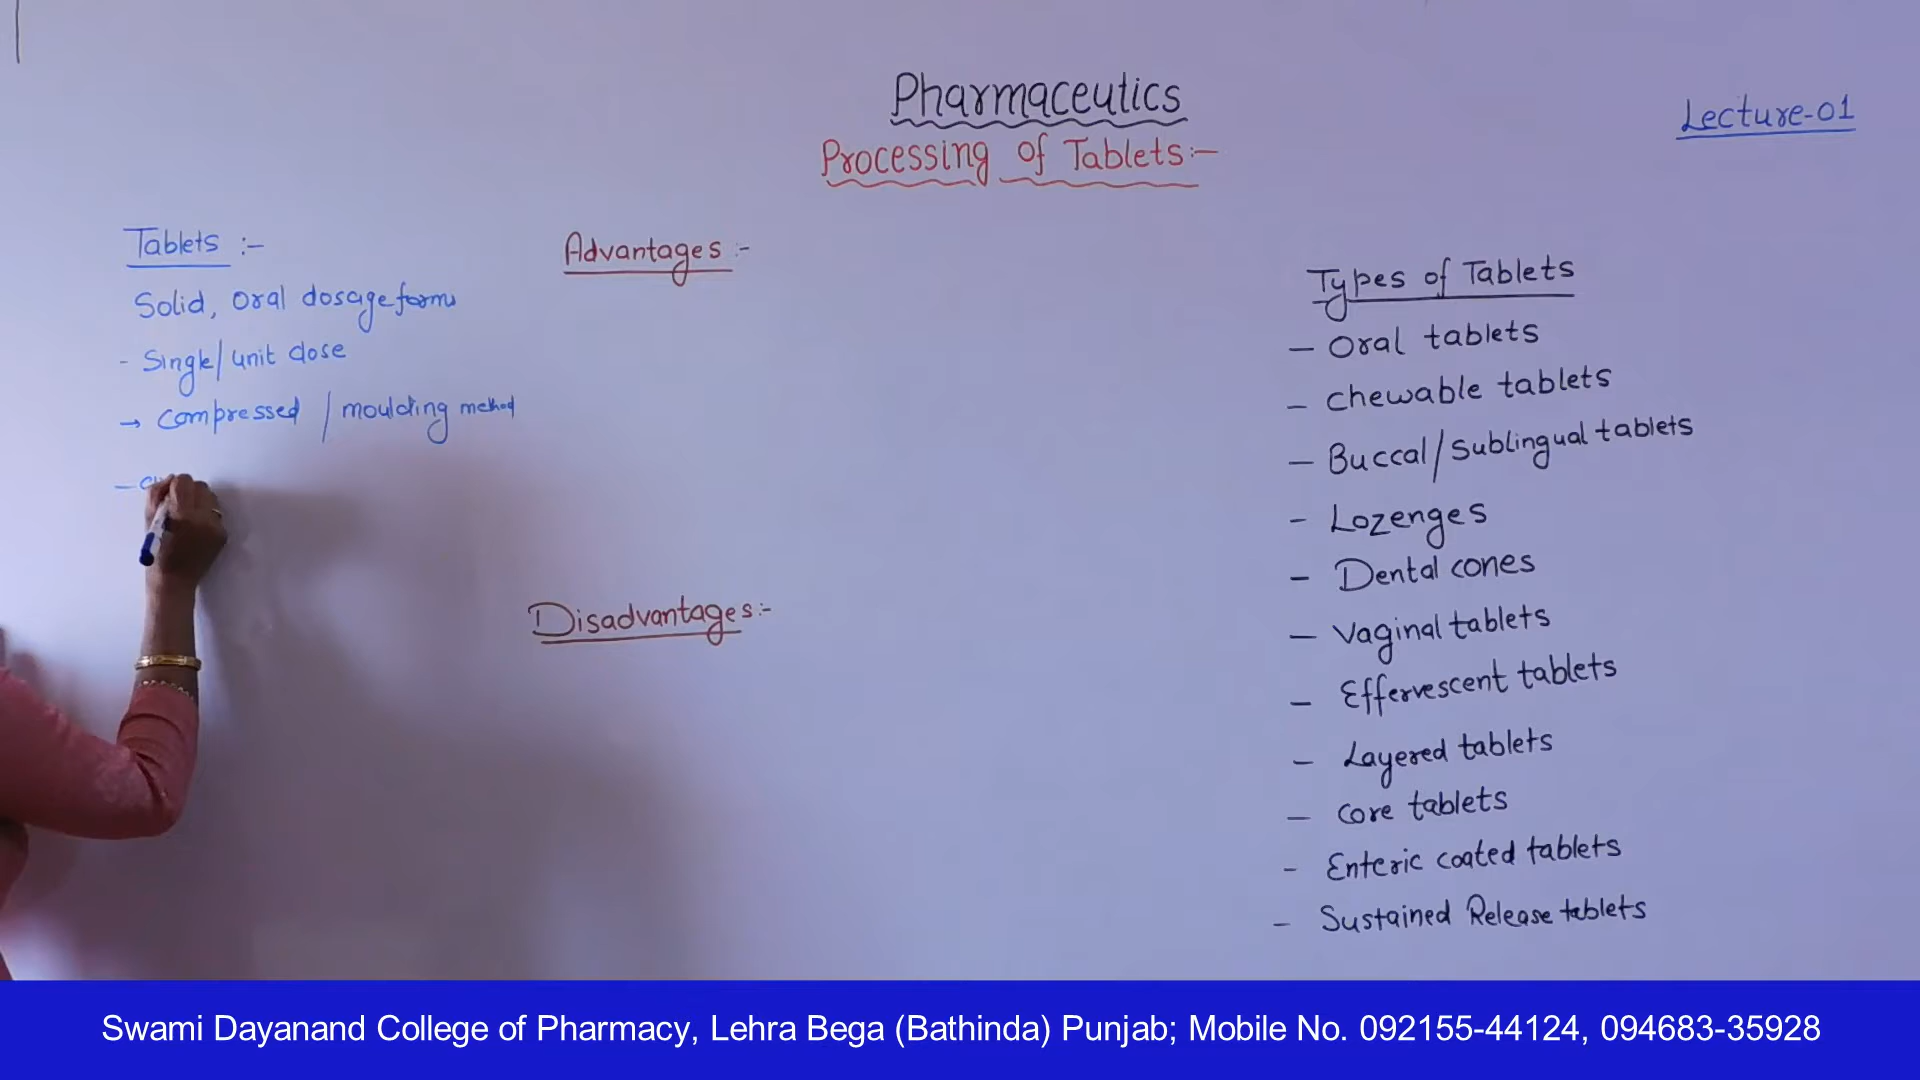 Pharmaceutics
Lecture-01
Processing of Tablets:-
Tablets :-
Solid, oral dosage forms
- Single/unit dose
→ Compressed / moulding method
Advantages :-
Disadvantages:-
Types of Tablets
- Oral tablets
- Chewable tablets
- Buccal/Sublingual tablets
- Lozenges
- Dental cones
- Vaginal tablets
- Effervescent tablets
- Layered tablets
- Core tablets
- Enteric coated tablets
- Sustained Release tablets
Swami Dayanand College of Pharmacy, Lehra Bega (Bathinda) Punjab; Mobile No. 092155-44124, 094683-35928